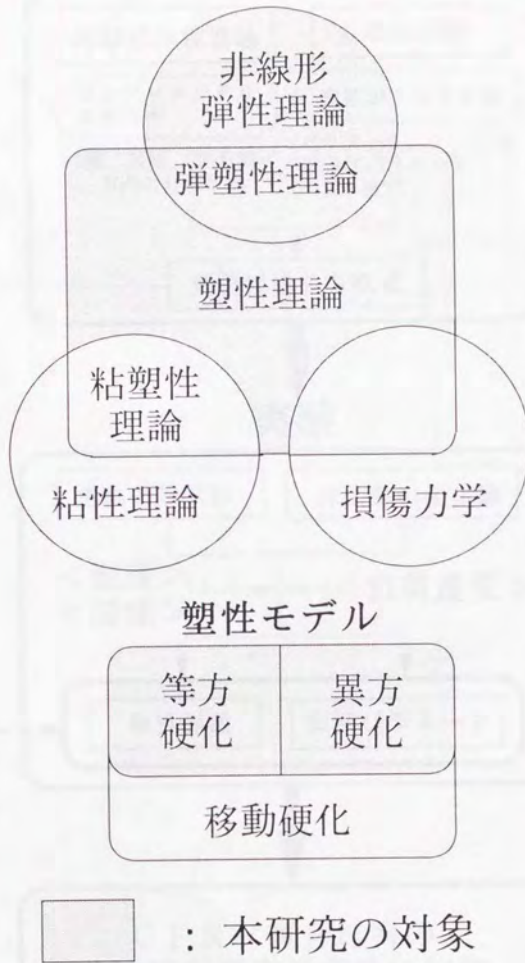 非線形
弾性理論
弾塑性理論
塑性理論
粘塑性
理論
粘性理論
損傷力学
塑性モデル
等方
硬化
異方
硬化
移動硬化
: 本研究の対象